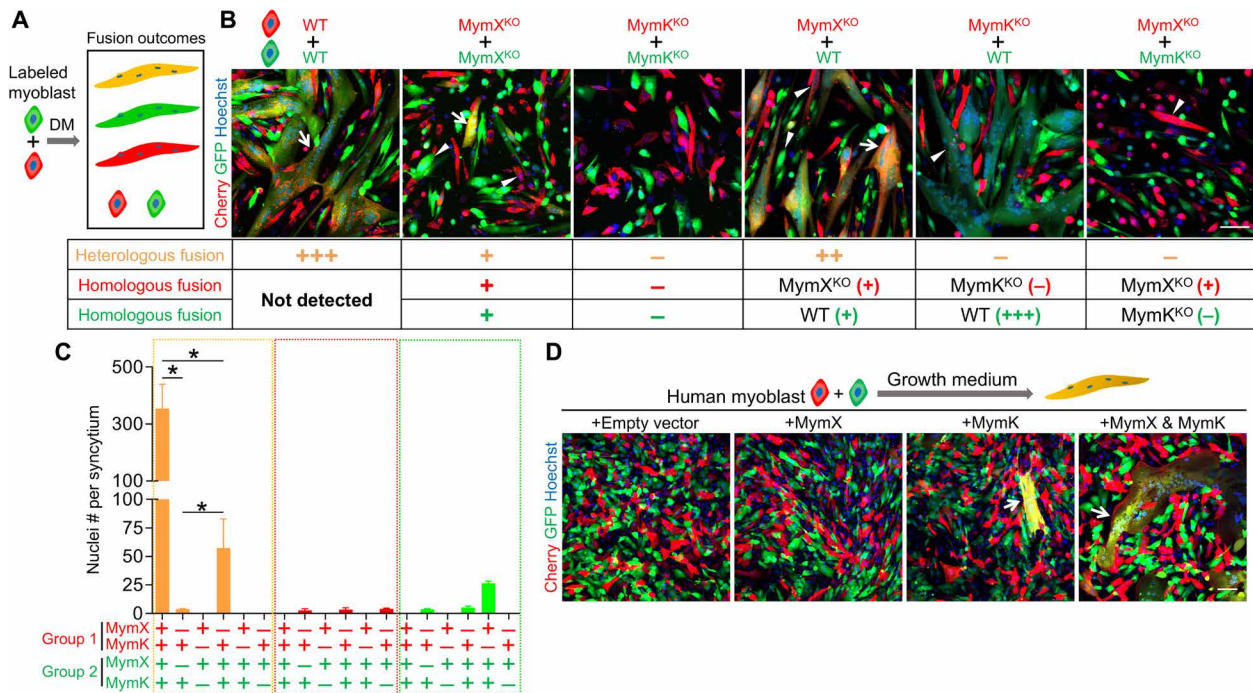 A
Fusion outcomes
Labeled
myoblast
+
DM
B
WT
+
WT
MymX^KO
+
MymX^KO
MymK^KO
+
MymK^KO
MymX^KO
+
WT
MymK^KO
+
WT
MymX^KO
+
MymK^KO
Cherry GFP Hoechst
Heterologous fusion +++ + – ++ – –
Homologous fusion + – MymX^KO (+) MymK^KO (–) MymX^KO (+)
Not detected
Homologous fusion + – WT (+) WT (+++) MymK^KO (–)
C
Nuclei # per syncytium
500
300
100
100
75
50
25
0
* * *
Group 1
MymX + – + – + – + – + – + – + – + – + –
MymK + + – + – + + + – + – + + + – + – +
Group 2
MymX + – + + + + + – + + + + + – + + + +
MymK + + – + + – + + – + + – + + – + + –
D
Human myoblast + Growth medium
+Empty vector
+MymX
+MymK
+MymX & MymK
Cherry GFP Hoechst